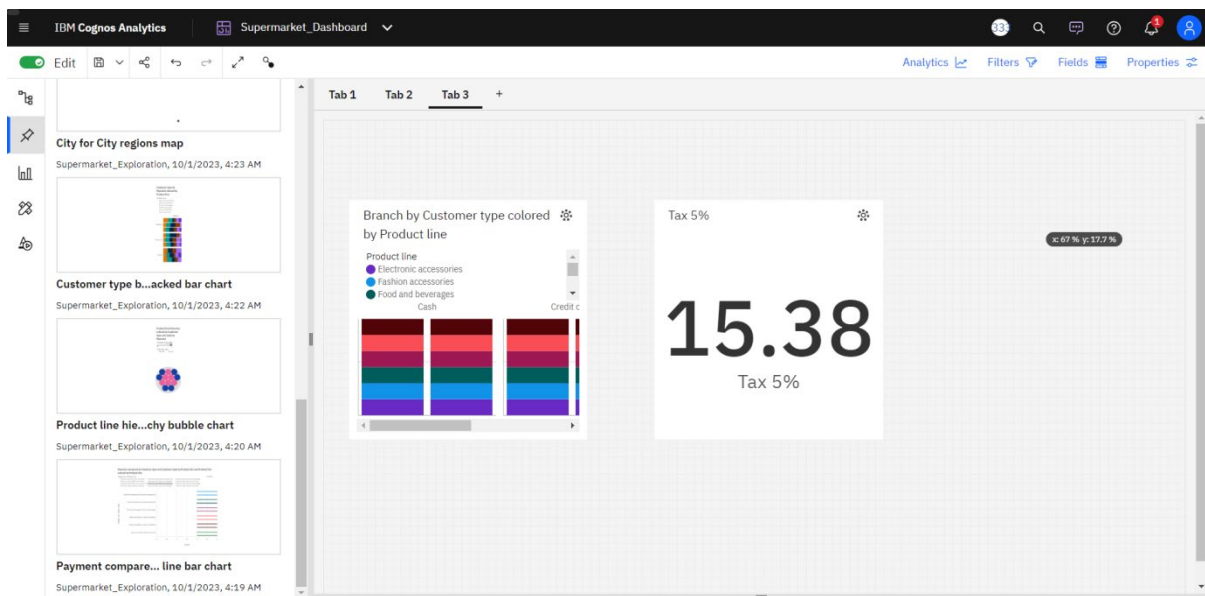 IBM Cognos Analytics
Supermarket_Dashboard
Edit
Analytics
Filters
Fields
Properties
1
City for City regions map
Supermarket_Exploration, 10/1/2023, 4:23 AM
Customer type b...acked bar chart
Supermarket_Exploration, 10/1/2023, 4:22 AM
Product line hie...chy bubble chart
Supermarket_Exploration, 10/1/2023, 4:20 AM
Payment compare... line bar chart
Supermarket_Exploration, 10/1/2023, 4:19 AM
Tab 1 Tab 2 Tab 3 +
Branch by Customer type colored
by Product line
Product line
Electronic accessories
Fashion accessories
Food and beverages
Cash
Credit c
Tax 5%
15.38
Tax 5%
x: 67 % y: 17.7 %